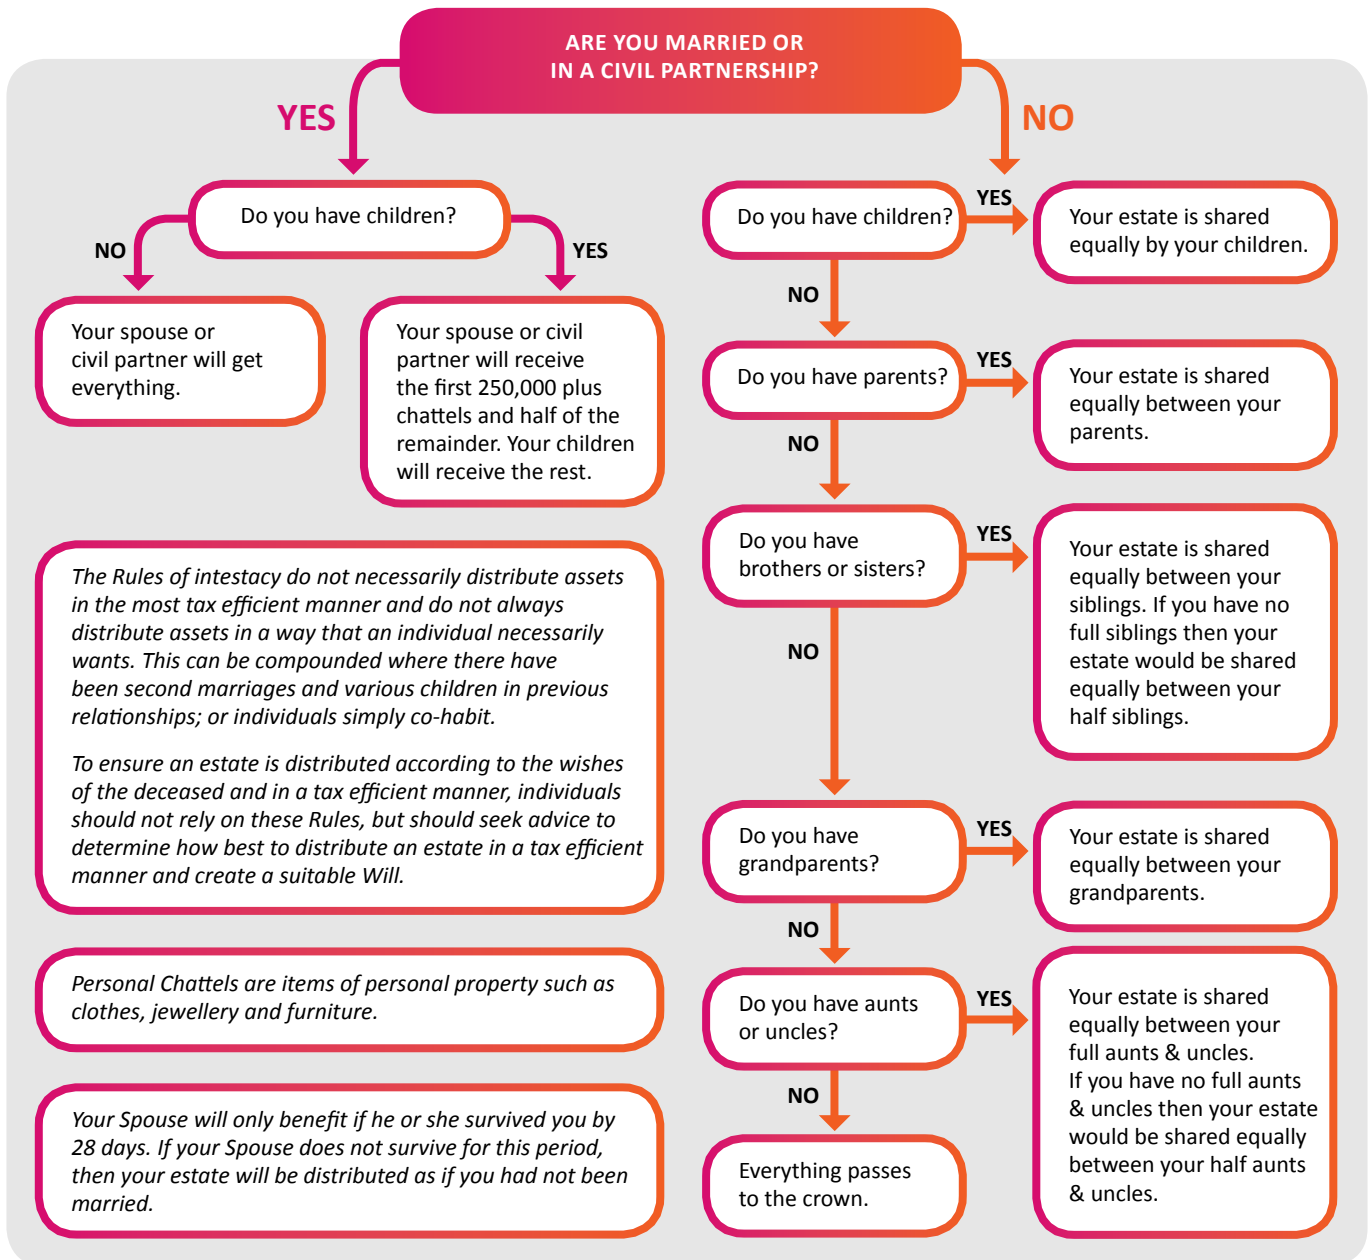 ARE YOU MARRIED OR
IN A CIVIL PARTNERSHIP?
YES
NO
Do you have children?
NO
YES
Your spouse or
civil partner will get
everything.
Your spouse or civil
partner will receive
the first 250,000 plus
chattels and half of the
remainder. Your children
will receive the rest.
The Rules of intestacy do not necessarily distribute assets
in the most tax efficient manner and do not always
distribute assets in a way that an individual necessarily
wants. This can be compounded where there have
been second marriages and various children in previous
relationships; or individuals simply co-habit.
To ensure an estate is distributed according to the wishes
of the deceased and in a tax efficient manner, individuals
should not rely on these Rules, but should seek advice to
determine how best to distribute an estate in a tax efficient
manner and create a suitable Will.
Personal Chattels are items of personal property such as
clothes, jewellery and furniture.
Your Spouse will only benefit if he or she survived you by
28 days. If your Spouse does not survive for this period,
then your estate will be distributed as if you had not been
married.
Do you have children?
YES
Your estate is shared
equally by your children.
NO
Do you have parents?
YES
Your estate is shared
equally between your
parents.
NO
Do you have
brothers or sisters?
YES
Your estate is shared
equally between your
siblings. If you have no
full siblings then your
estate would be shared
equally between your
half siblings.
NO
Do you have
grandparents?
YES
Your estate is shared
equally between your
grandparents.
NO
Do you have aunts
or uncles?
YES
Your estate is shared
equally between your
full aunts & uncles.
If you have no full aunts
& uncles then your estate
would be shared equally
between your half aunts
& uncles.
NO
Everything passes
to the crown.